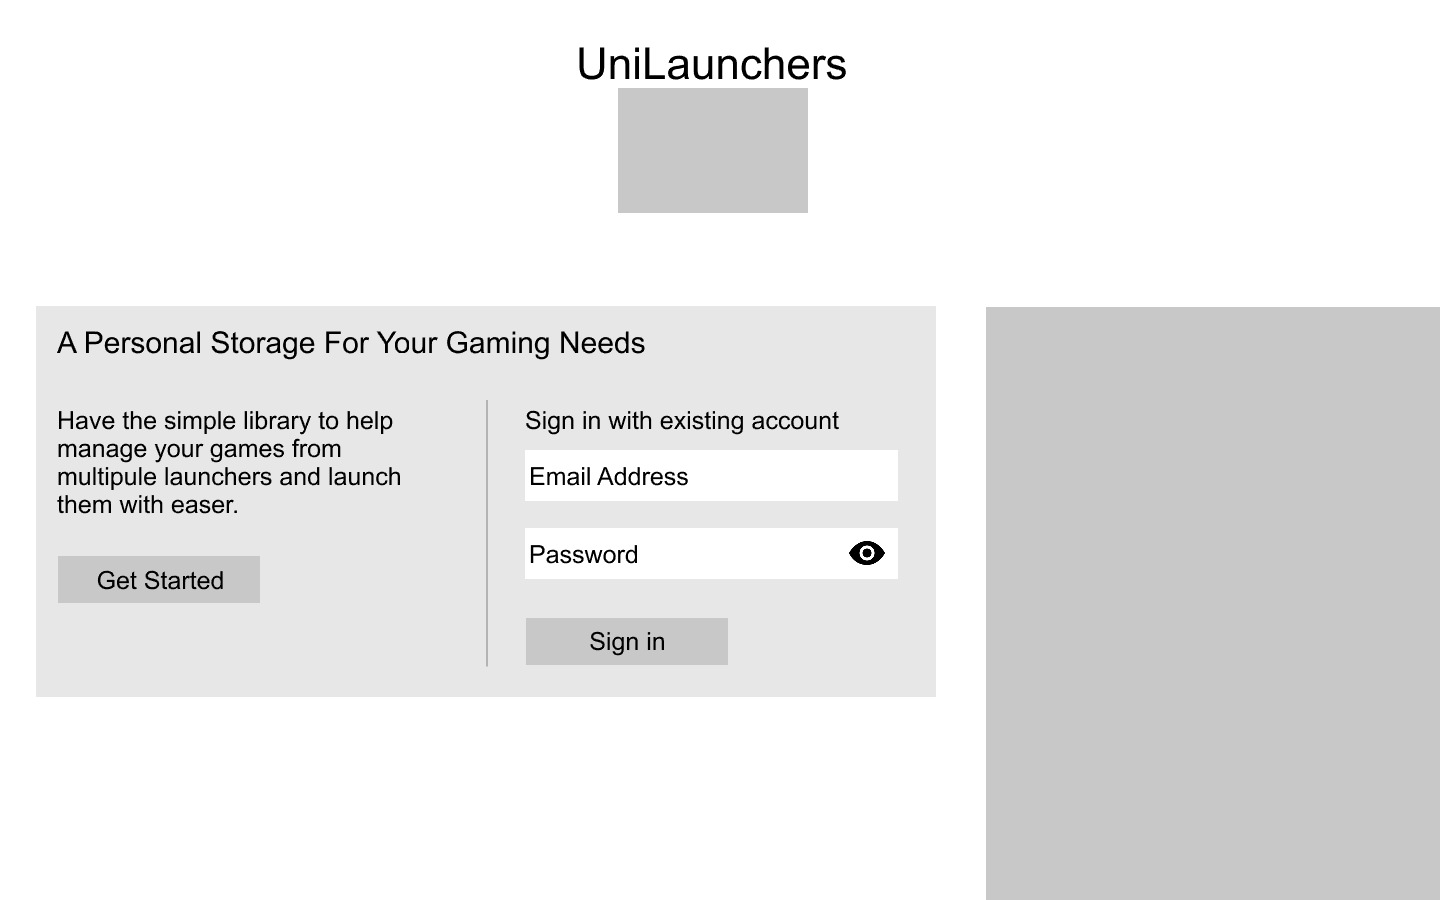 UniLaunchers
A Personal Storage For Your Gaming Needs
Have the simple library to help
manage your games from
multipule launchers and launch
them with easer.
Get Started
Sign in with existing account
Email Address
Password
Sign in